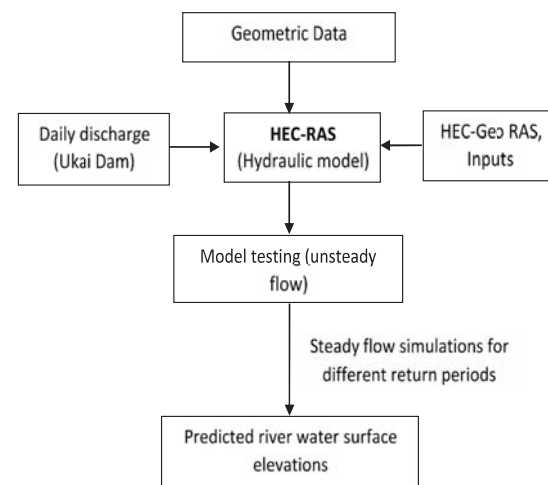 Geometric Data
Daily discharge
(Ukai Dam)
HEC-RAS
(Hydraulic model)
HEC-Geo RAS,
Inputs
Model testing (unsteady
flow)
Steady flow simulations for
different return periods
Predicted river water surface
elevations